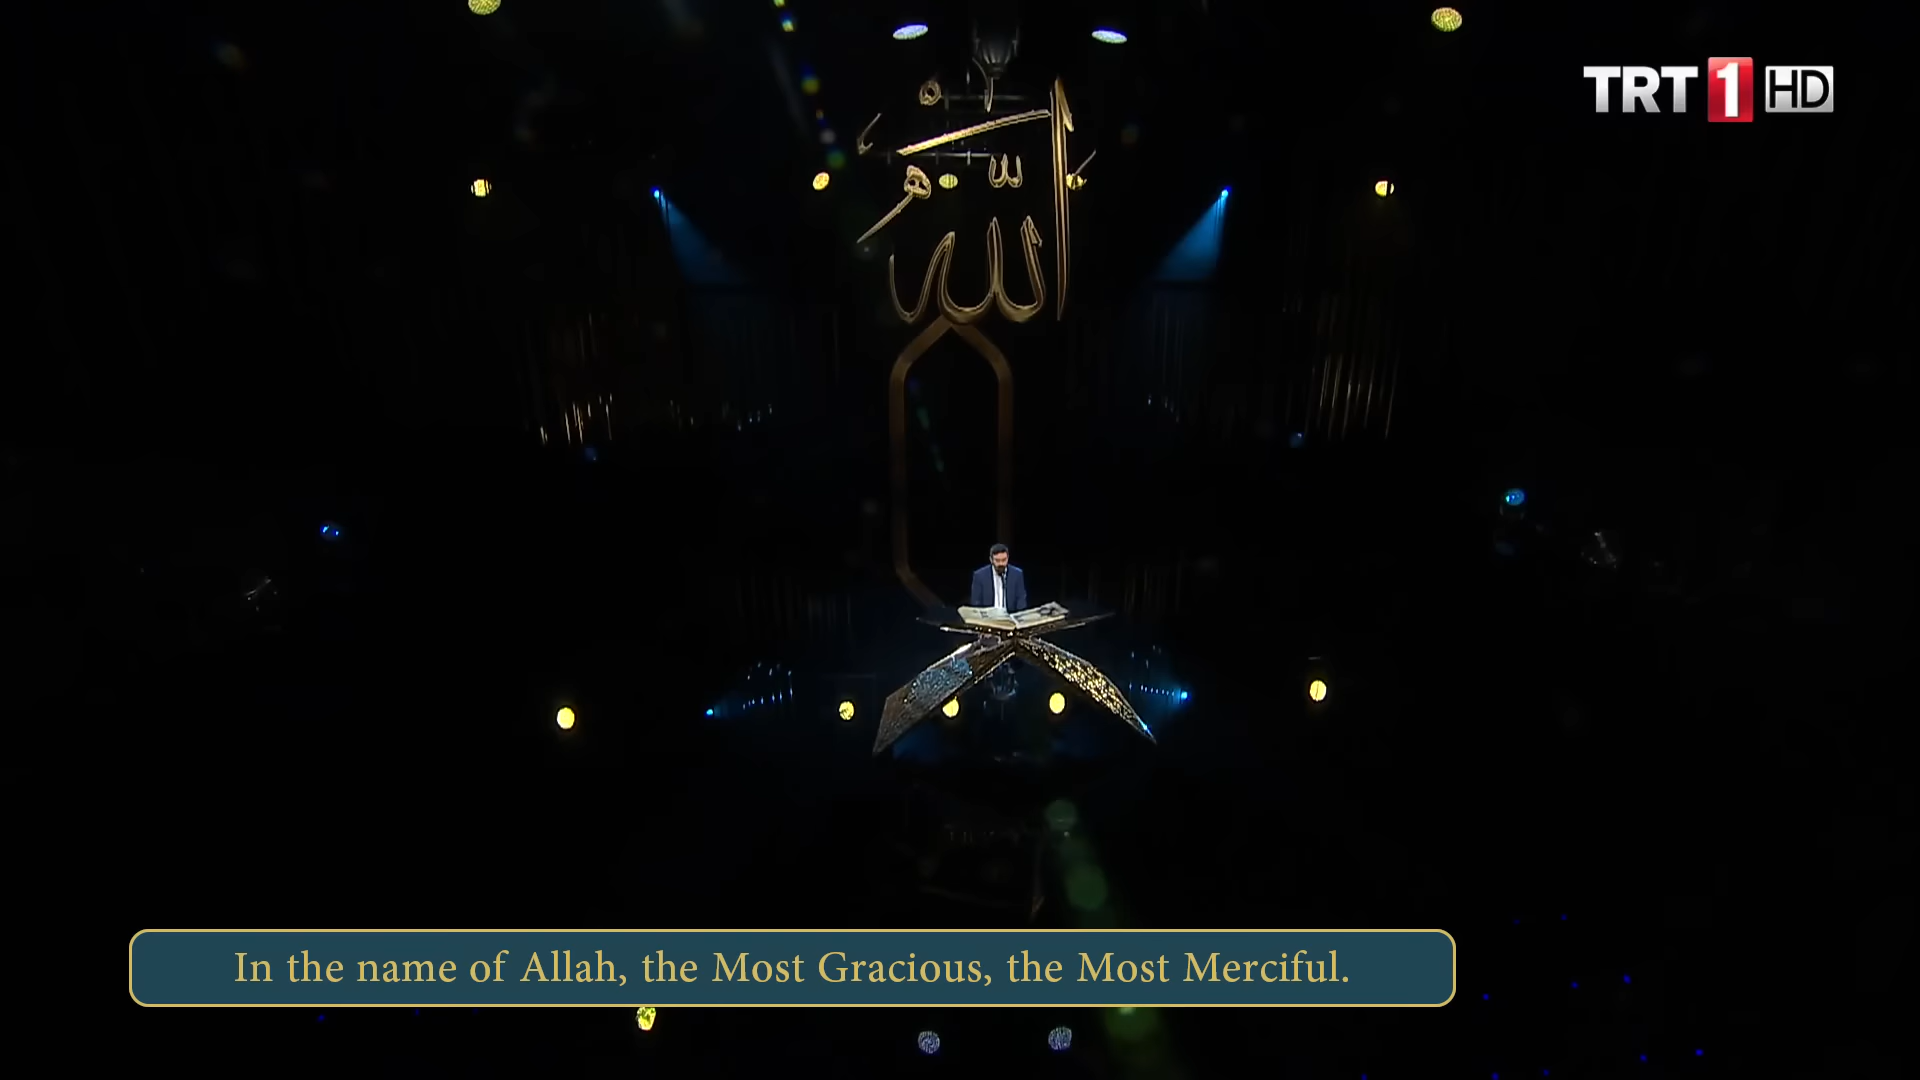 TRT 1 HD
الله
In the name of Allah, the Most Gracious, the Most Merciful.